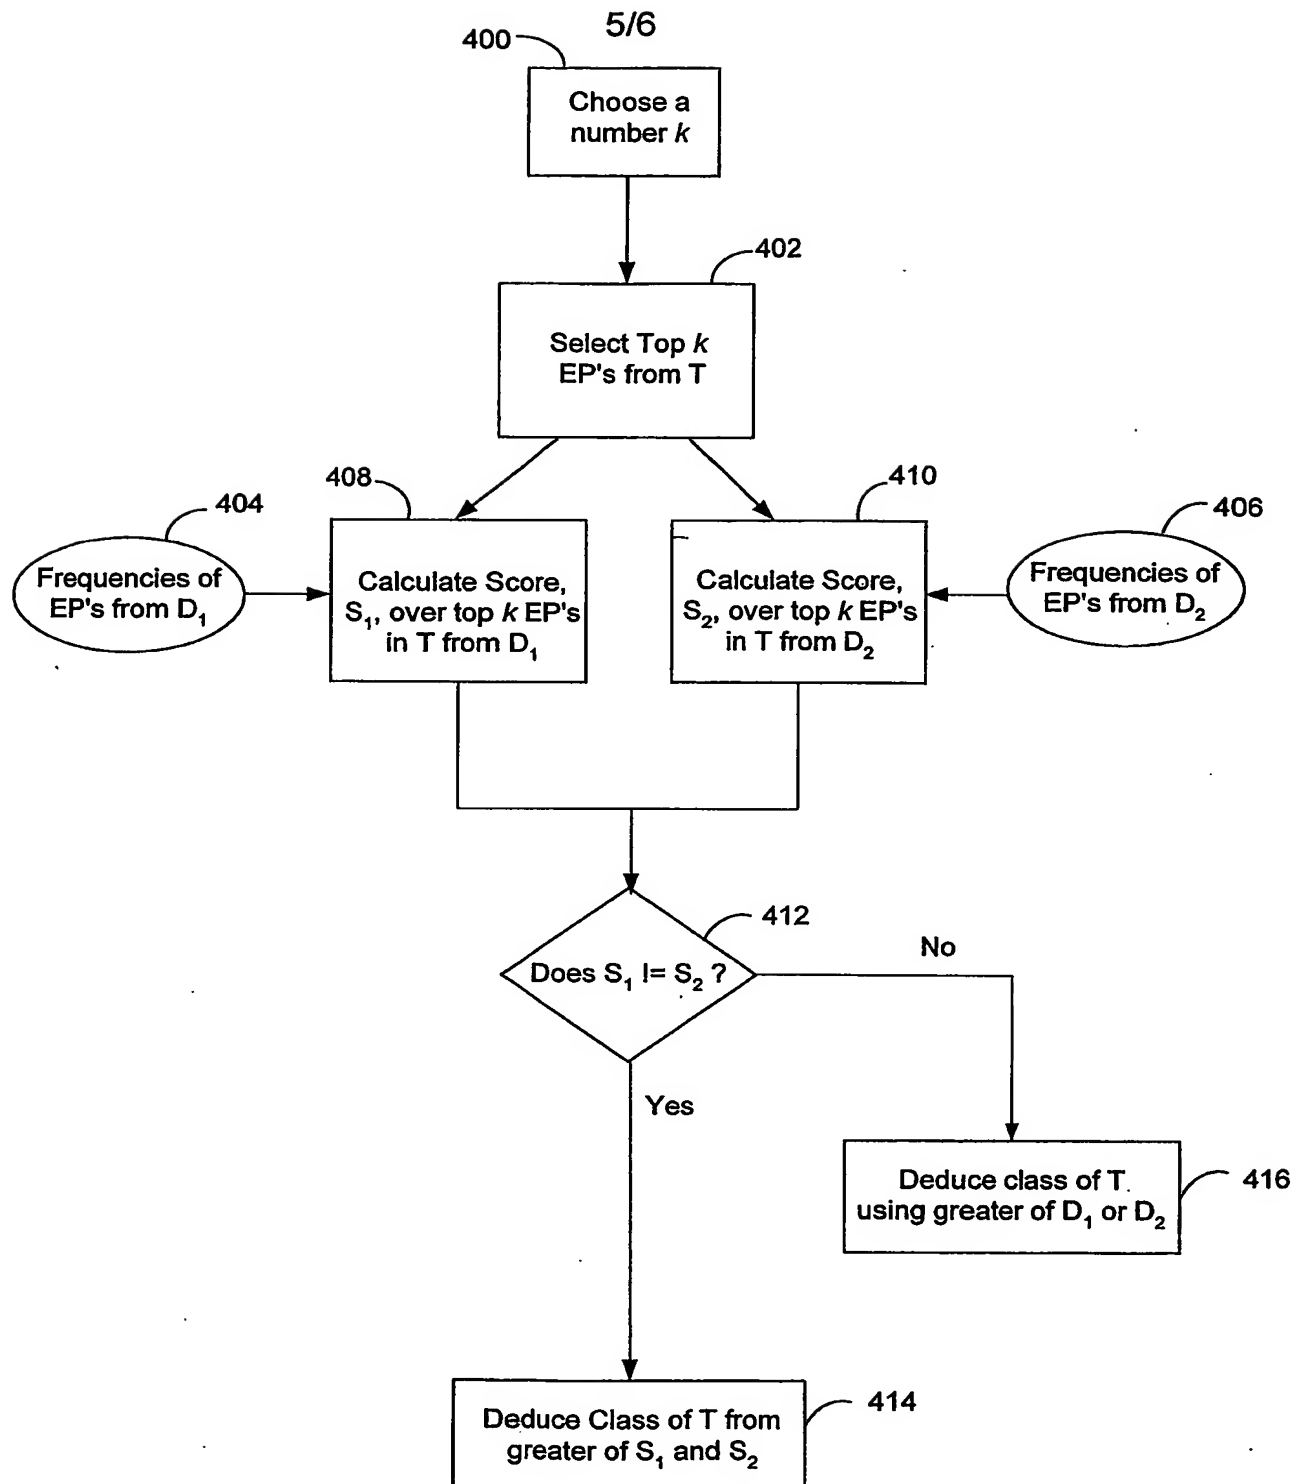 5/6
400
Choose a
number k
402
Select Top k
EP's from T
408
410
404
406
Frequencies of
EP's from D₁
Calculate Score,
S₁, over top k EP's
in T from D₁
Calculate Score,
S₂, over top k EP's
in T from D₂
Frequencies of
EP's from D₂
412
Does S₁ != S₂ ?
No
Yes
Deduce class of T
using greater of D₁ or D₂
416
Deduce Class of T from
greater of S₁ and S₂
414